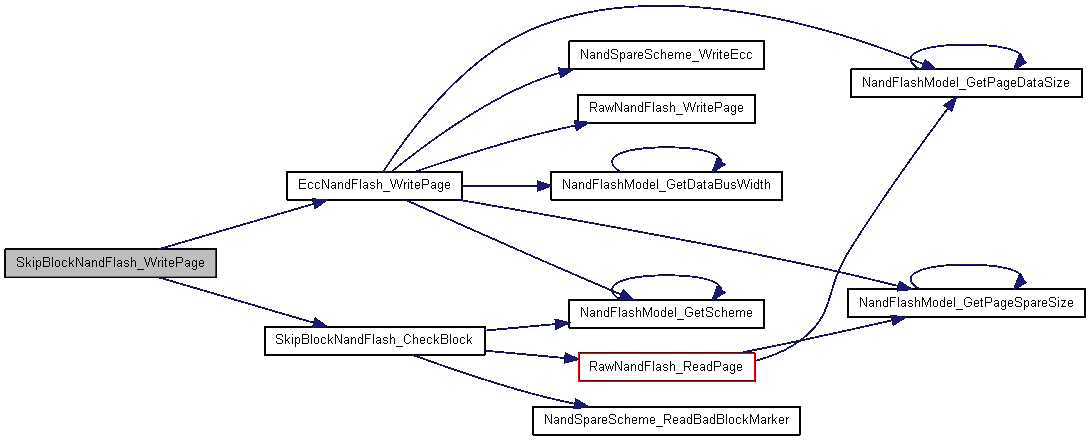 NandSpareScheme_WriteEcc
NandFlashModel_GetPageDataSize
RawNandFlash_WritePage
EccNandFlash_WritePage
NandFlashModel_GetDataBusWidth
SkipBlockNandFlash_WritePage
NandFlashModel_GetPageSpareSize
NandFlashModel_GetScheme
SkipBlockNandFlash_CheckBlock
RawNandFlash_ReadPage
NandSpareScheme_ReadBadBlockMarker